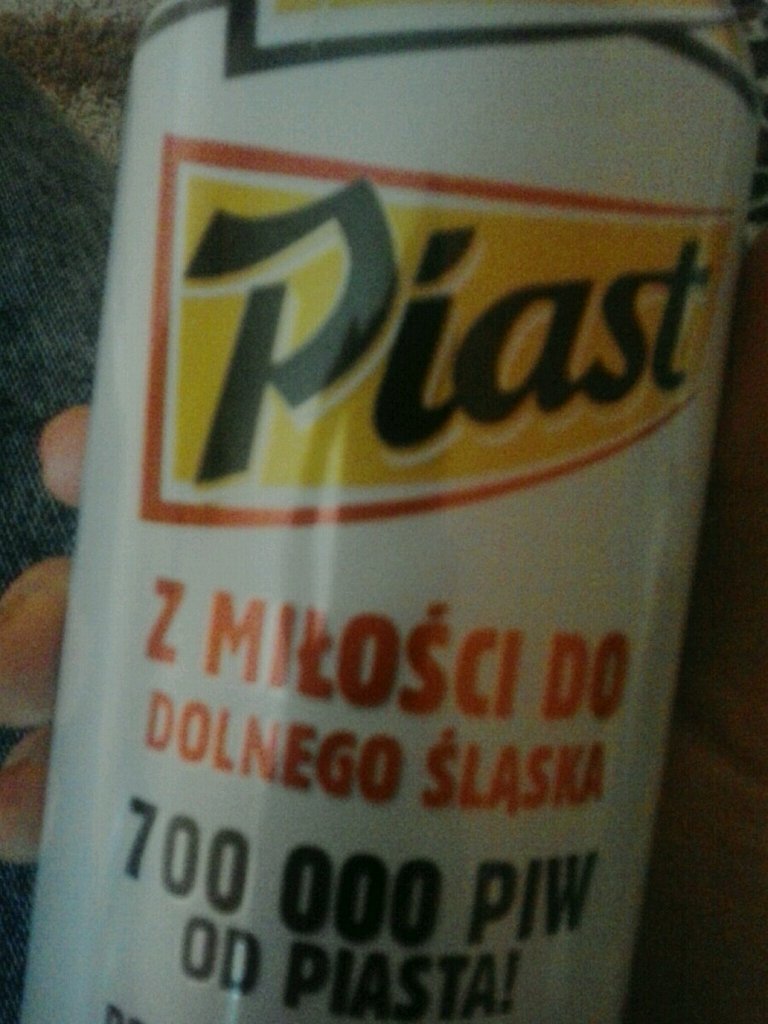 Piast
Z MIŁOŚCI DO
DOLNEGO ŚLĄSKA
700 000 PIW
OD PIASTA!